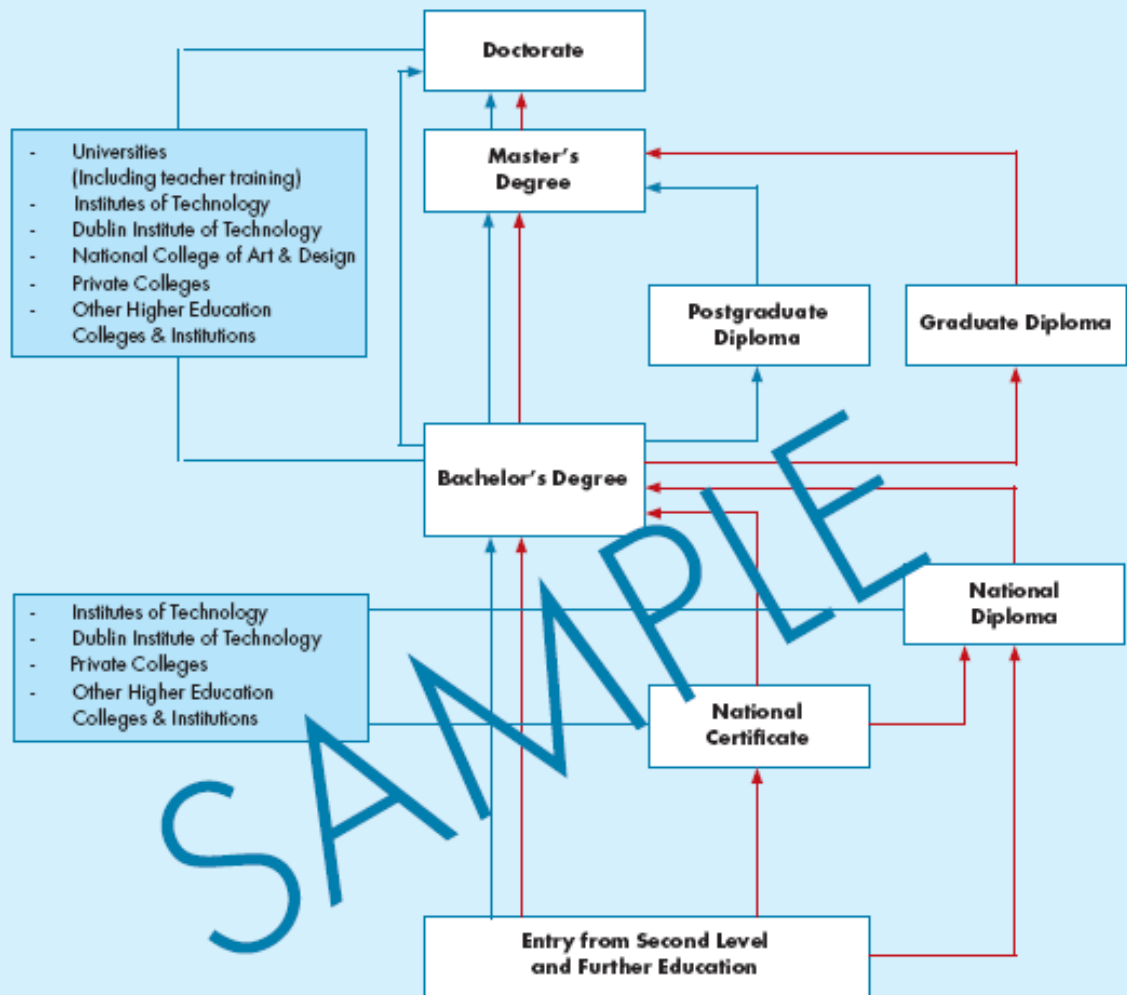 Doctorate
- Universities
(Including teacher training)
- Institutes of Technology
- Dublin Institute of Technology
- National College of Art & Design
- Private Colleges
- Other Higher Education
Colleges & Institutions
Master's
Degree
Postgraduate
Diploma
Graduate Diploma
Bachelor's Degree
- Institutes of Technology
- Dublin Institute of Technology
- Private Colleges
- Other Higher Education
Colleges & Institutions
National
Diploma
National
Certificate
Entry from Second Level
and Further Education
SAMPLE